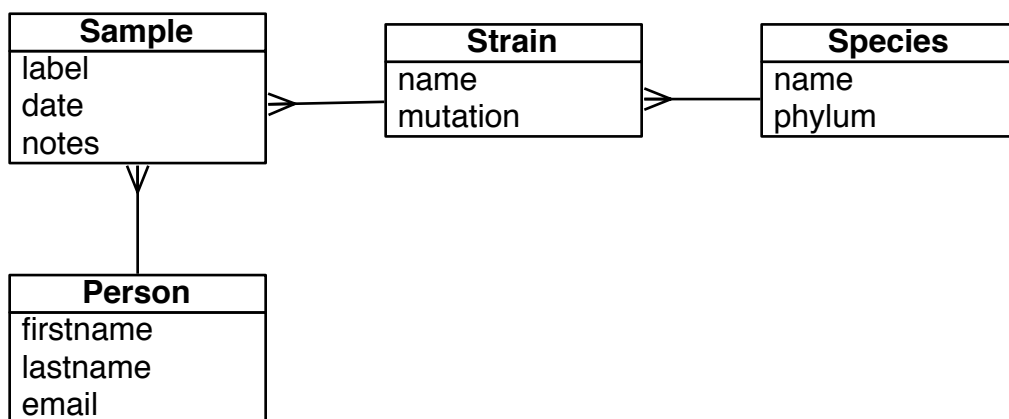 Sample
label
date
notes
Strain
name
mutation
Species
name
phylum
Person
firstname
lastname
email